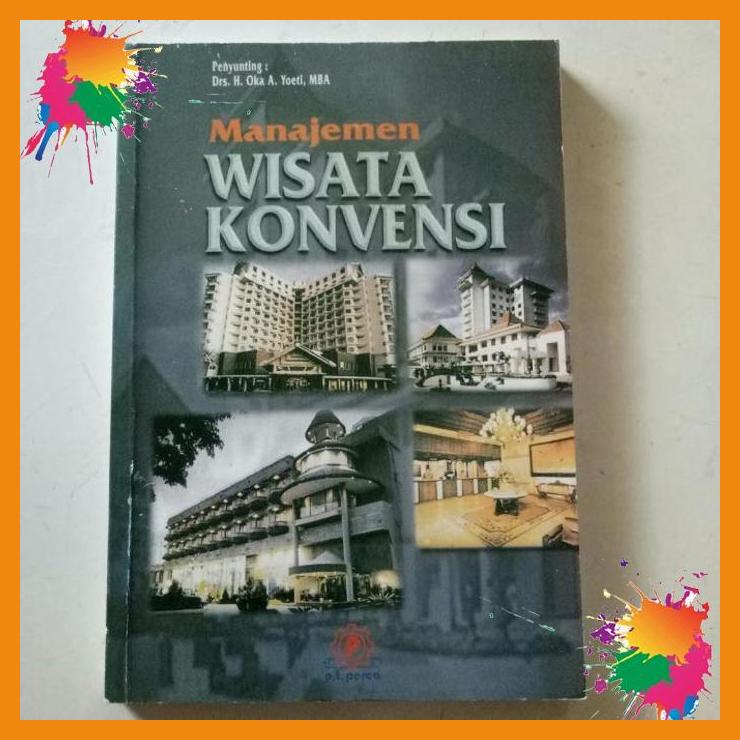 Penyunting :
Drs. H. Oka A. Yoeti, MBA
Manajemen
WISATA
KONVENSI
p.t. perca